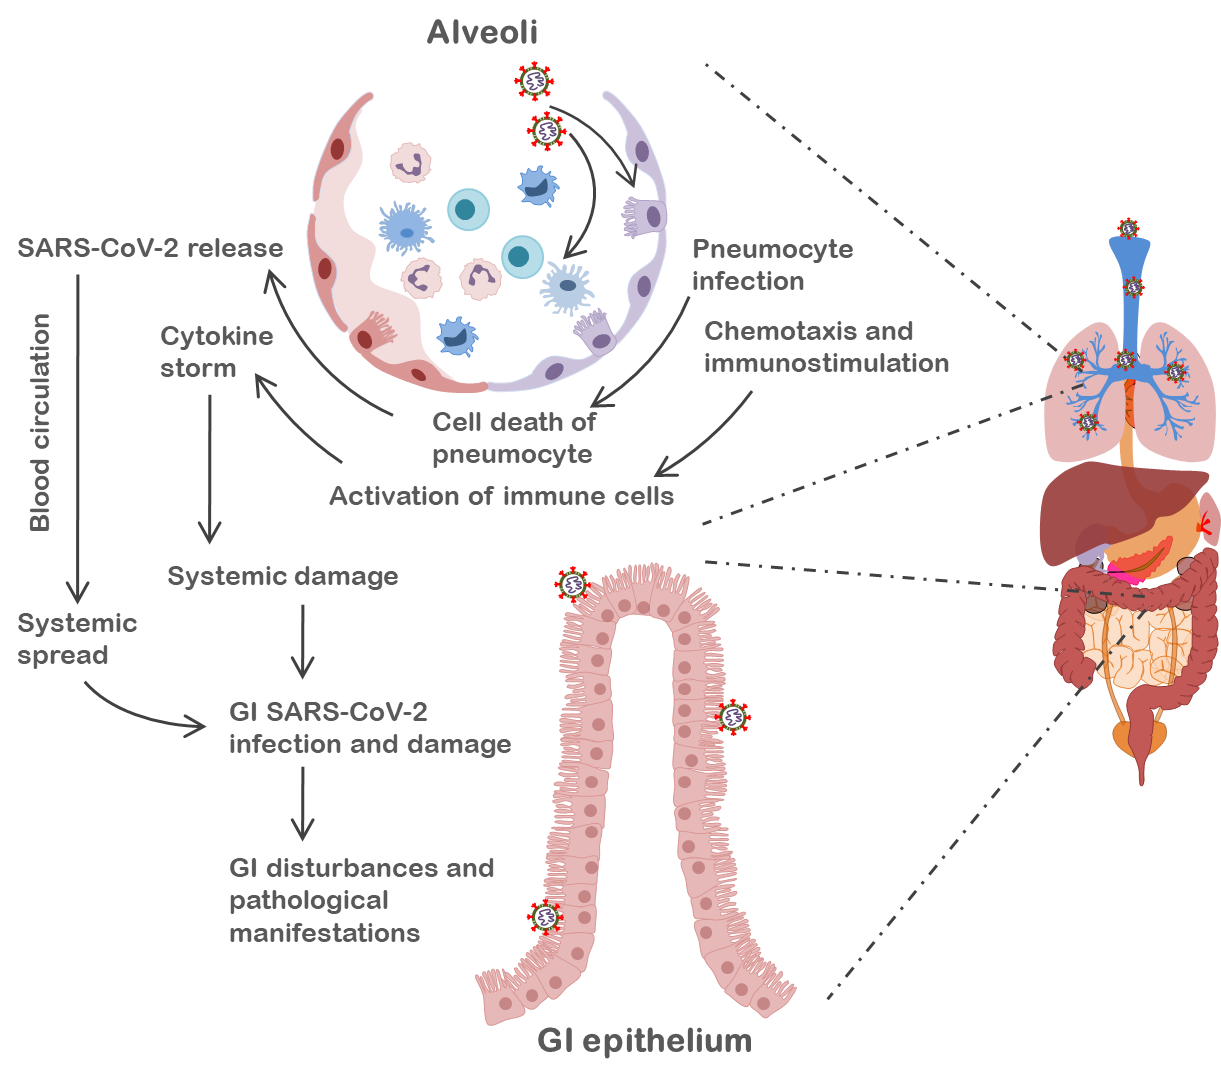 Alveoli
SARS-CoV-2 release
Pneumocyte
infection
Cytokine
storm
Chemotaxis and
immunostimulation
Blood circulation
Cell death of
pneumocyte
Activation of immune cells
Systemic damage
Systemic
spread
GI SARS-CoV-2
infection and damage
GI disturbances and
pathological
manifestations
GI epithelium